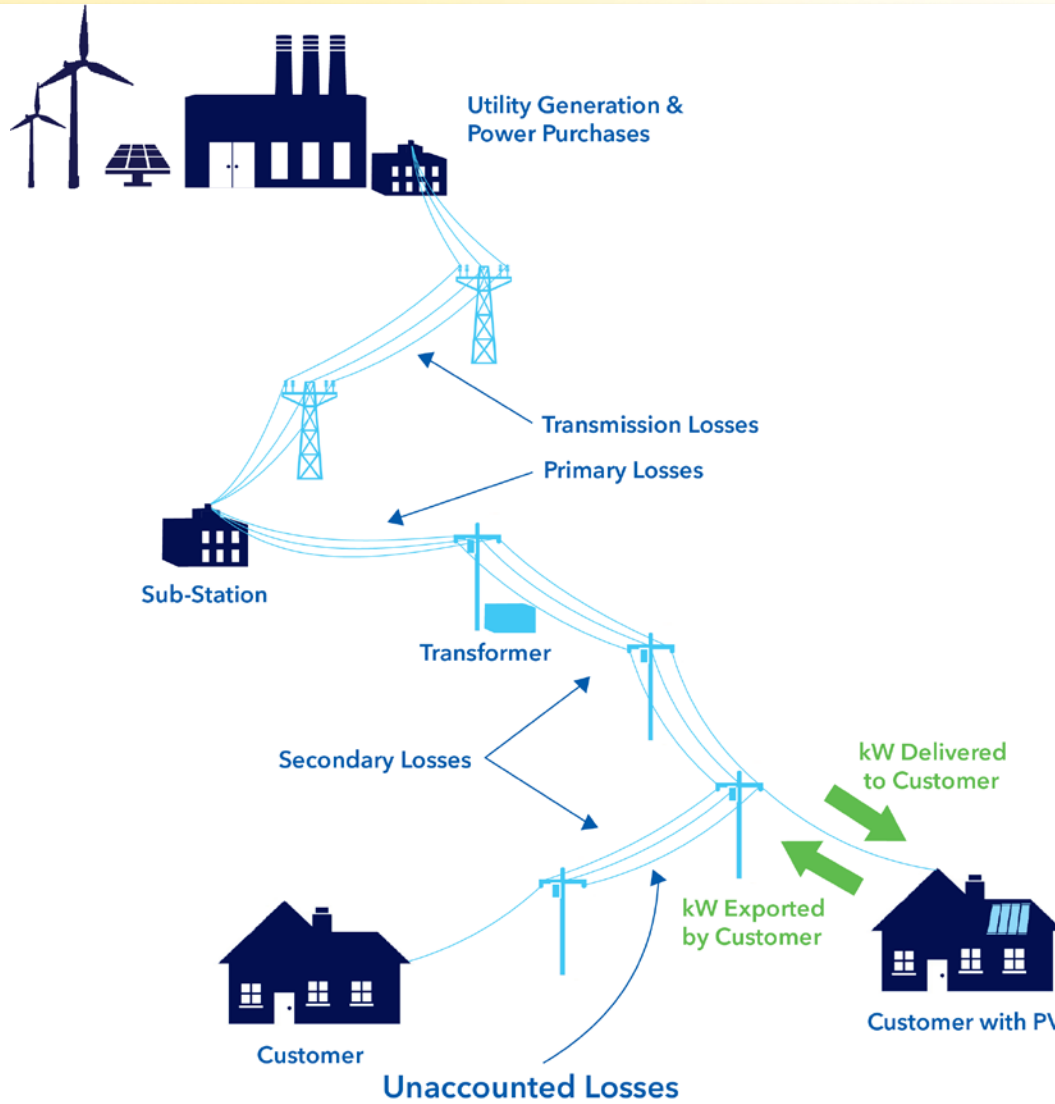 Utility Generation &
Power Purchases
Transmission Losses
Primary Losses
Sub-Station
Transformer
Secondary Losses
kW Delivered
to Customer
kW Exported
by Customer
Customer with PV
Customer
Unaccounted Losses